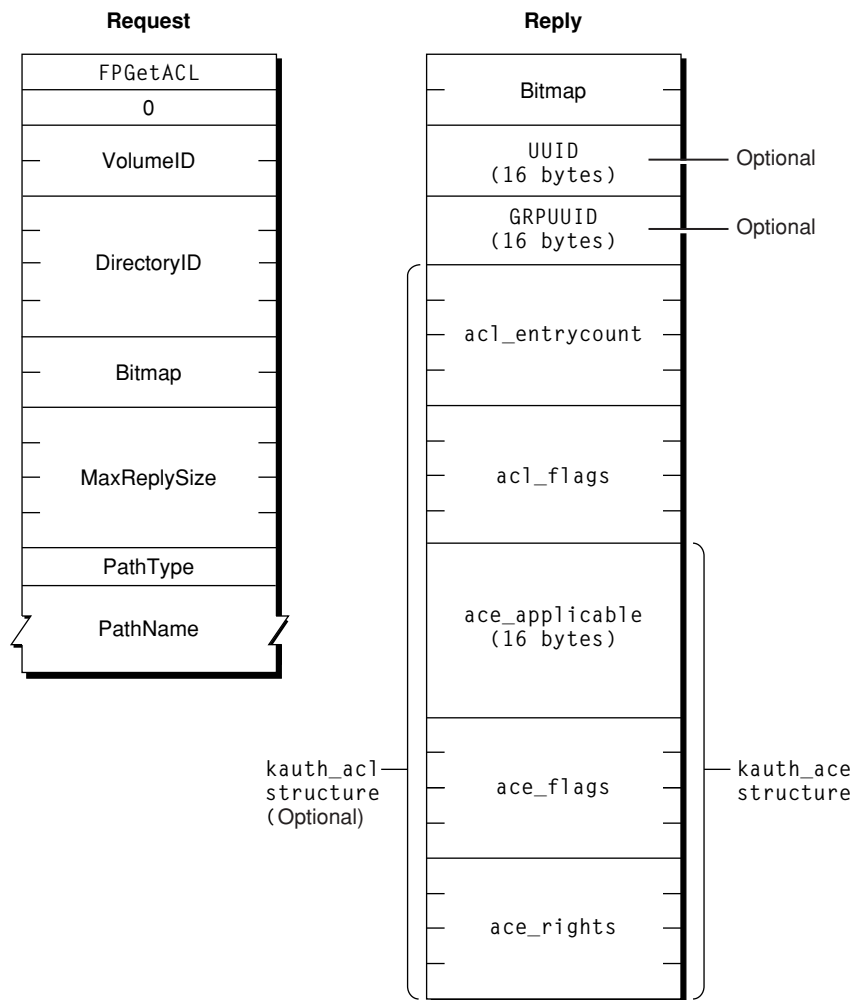 Request
FPGetACL
0
VolumeID
DirectoryID
Bitmap
MaxReplySize
PathType
PathName
Reply
Bitmap
UUID
(16 bytes)
Optional
GRPUUID
(16 bytes)
Optional
acl_entrycount
acl_flags
ace_applicable
(16 bytes)
ace_flags
ace_rights
kauth_acl
structure
(Optional)
kauth_ace
structure